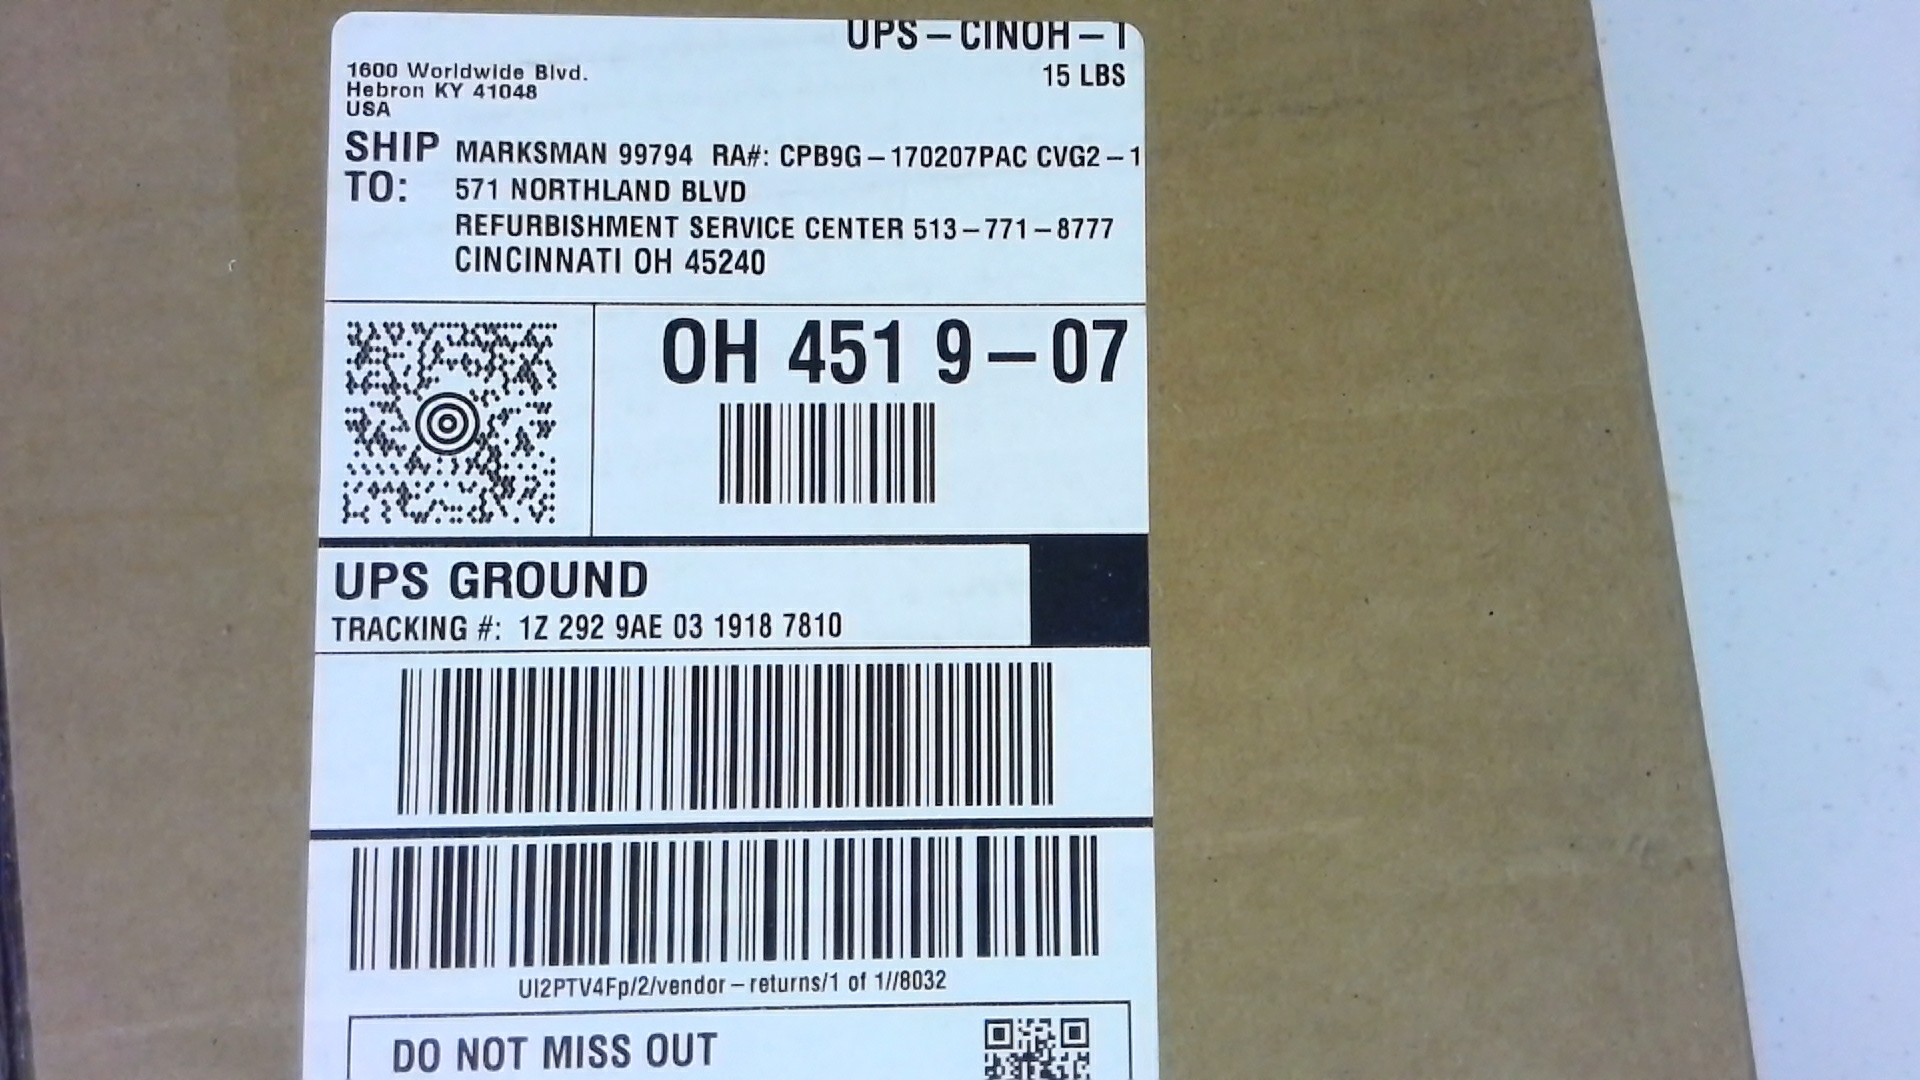 UPS-CINOH-1
1600 Worldwide Blvd.
Hebron KY 41048
USA
15 LBS
SHIP TO:
MARKSMAN 99794 RA#: CPB9G-170207PAC CVG2-1
571 NORTHLAND BLVD
REFURBISHMENT SERVICE CENTER 513-771-8777
CINCINNATI OH 45240
OH 451 9-07
UPS GROUND
TRACKING #: 1Z 292 9AE 03 1918 7810
UI2PTV4Fp/2/vendor-returns/1 of 1//8032
DO NOT MISS OUT